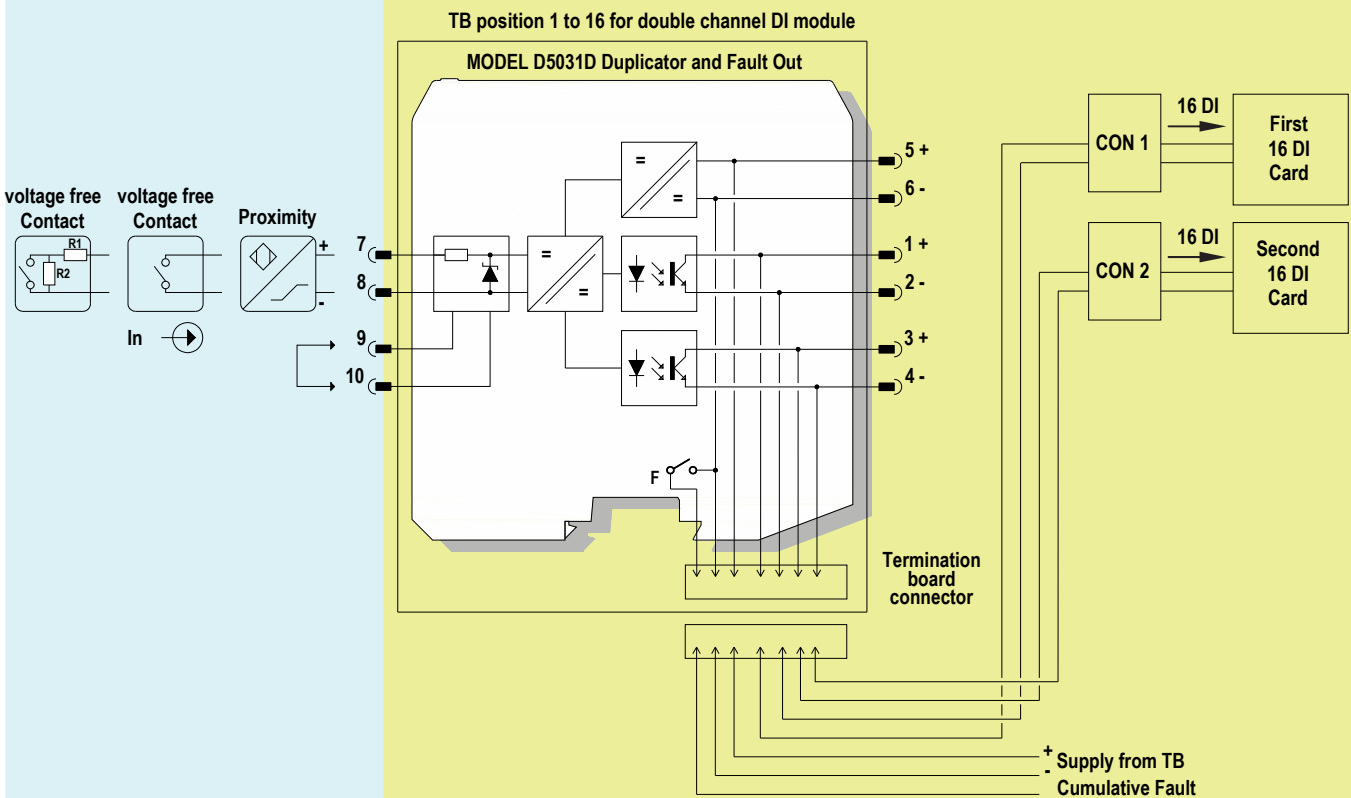 TB position 1 to 16 for double channel DI module
MODEL D5031D Duplicator and Fault Out
voltage free
Contact
R1
R2
voltage free
Contact
Proximity
+
-
In
7
8
9
10
=
=
=
=
5 +
6 -
1 +
2 -
3 +
4 -
F
Termination
board
connector
CON 1
16 DI
First
16 DI
Card
CON 2
16 DI
Second
16 DI
Card
+
- Supply from TB
Cumulative Fault